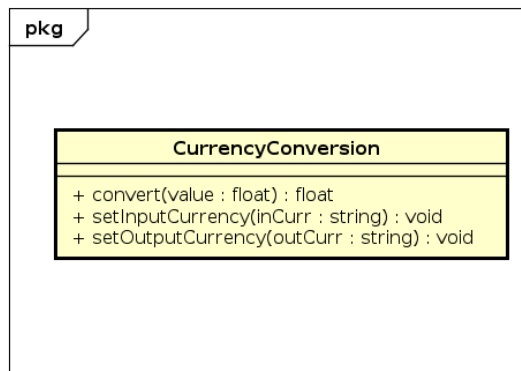 pkg
CurrencyConversion
+ convert(value : float) : float
+ setInputCurrency(inCurr : string) : void
+ setOutputCurrency(outCurr : string) : void